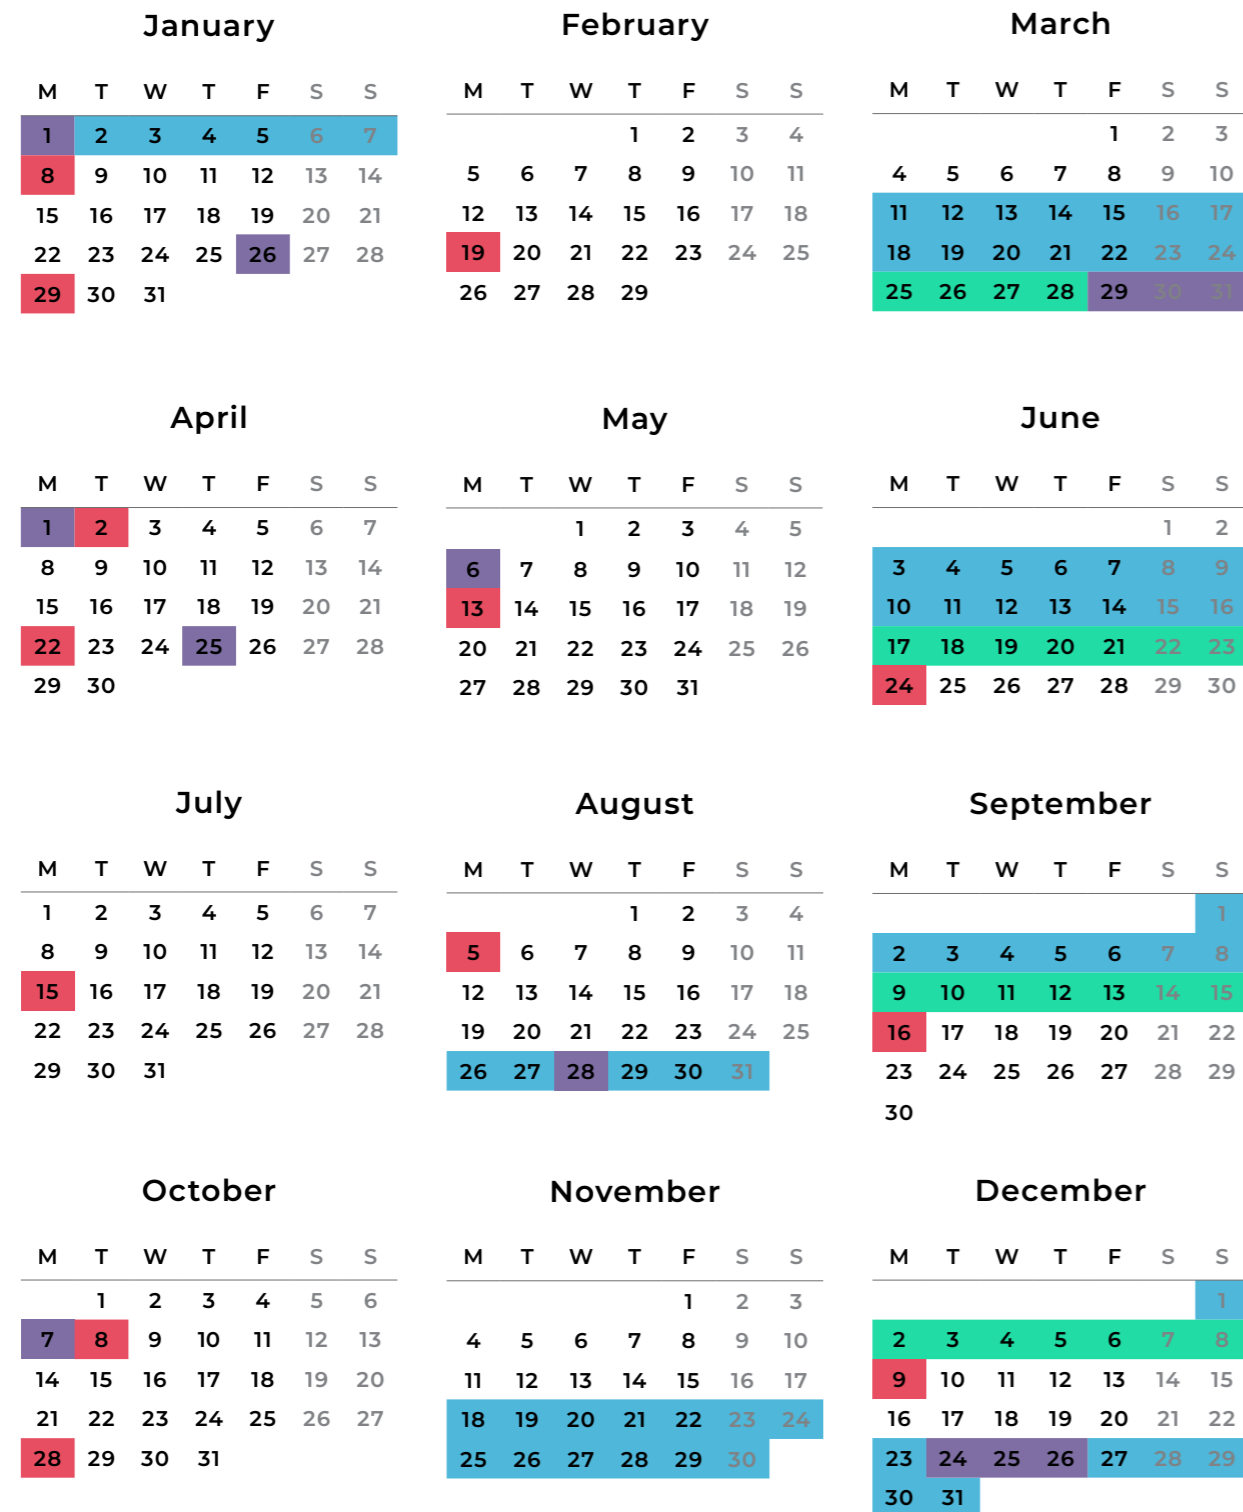 January
M T W T F S S
1 2 3 4 5 6 7
8 9 10 11 12 13 14
15 16 17 18 19 20 21
22 23 24 25 26 27 28
29 30 31
February
M T W T F S S
1 2 3 4
5 6 7 8 9 10 11
12 13 14 15 16 17 18
19 20 21 22 23 24 25
26 27 28 29
March
M T W T F S S
1 2 3
4 5 6 7 8 9 10
11 12 13 14 15 16 17
18 19 20 21 22 23 24
25 26 27 28 29 30 31
April
M T W T F S S
1 2 3 4 5 6 7
8 9 10 11 12 13 14
15 16 17 18 19 20 21
22 23 24 25 26 27 28
29 30
May
M T W T F S S
1 2 3 4 5
6 7 8 9 10 11 12
13 14 15 16 17 18 19
20 21 22 23 24 25 26
27 28 29 30 31
June
M T W T F S S
1 2
3 4 5 6 7 8 9
10 11 12 13 14 15 16
17 18 19 20 21 22 23
24 25 26 27 28 29 30
July
M T W T F S S
1 2 3 4 5 6 7
8 9 10 11 12 13 14
15 16 17 18 19 20 21
22 23 24 25 26 27 28
29 30 31
August
M T W T F S S
1 2 3 4
5 6 7 8 9 10 11
12 13 14 15 16 17 18
19 20 21 22 23 24 25
26 27 28 29 30 31
September
M T W T F S S
1
2 3 4 5 6 7 8
9 10 11 12 13 14 15
16 17 18 19 20 21 22
23 24 25 26 27 28 29
30
October
M T W T F S S
1 2 3 4 5 6
7 8 9 10 11 12 13
14 15 16 17 18 19 20
21 22 23 24 25 26 27
28 29 30 31
November
M T W T F S S
1 2 3
4 5 6 7 8 9 10
11 12 13 14 15 16 17
18 19 20 21 22 23 24
25 26 27 28 29 30
December
M T W T F S S
1
2 3 4 5 6 7 8
9 10 11 12 13 14 15
16 17 18 19 20 21 22
23 24 25 26 27 28 29
30 31